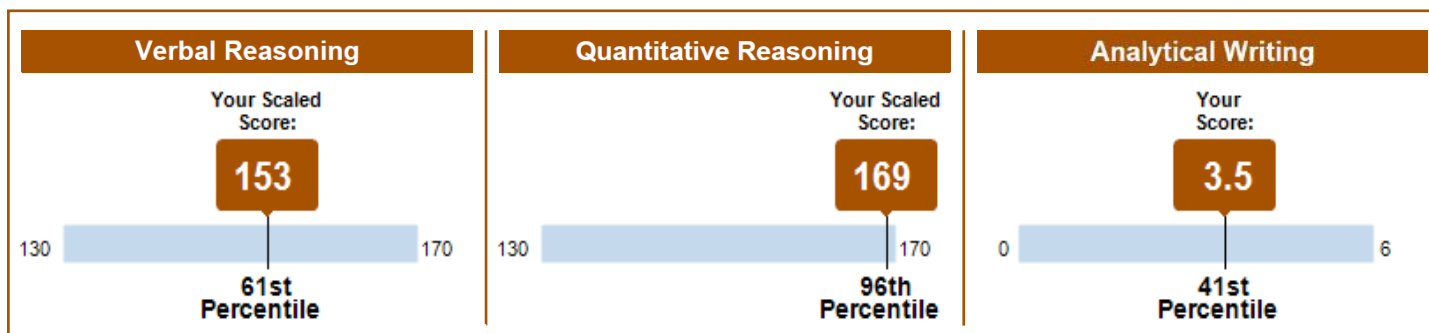 Verbal Reasoning
Your Scaled
Score:
153
130
170
61st
Percentile
Quantitative Reasoning
Your Scaled
Score:
169
130
170
96th
Percentile
Analytical Writing
Your
Score:
3.5
0
6
41st
Percentile